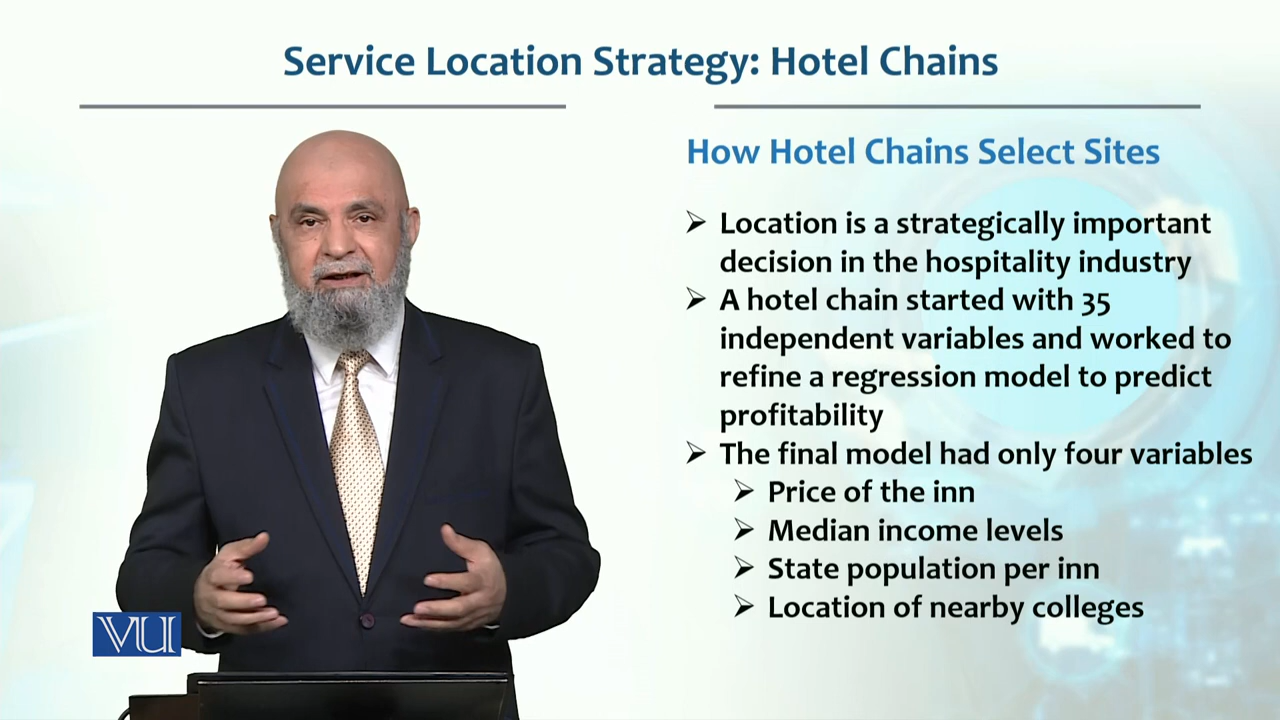 Service Location Strategy: Hotel Chains
How Hotel Chains Select Sites
➢ Location is a strategically important
decision in the hospitality industry
➢ A hotel chain started with 35
independent variables and worked to
refine a regression model to predict
profitability
➢ The final model had only four variables
➢ Price of the inn
➢ Median income levels
➢ State population per inn
➢ Location of nearby colleges
VU